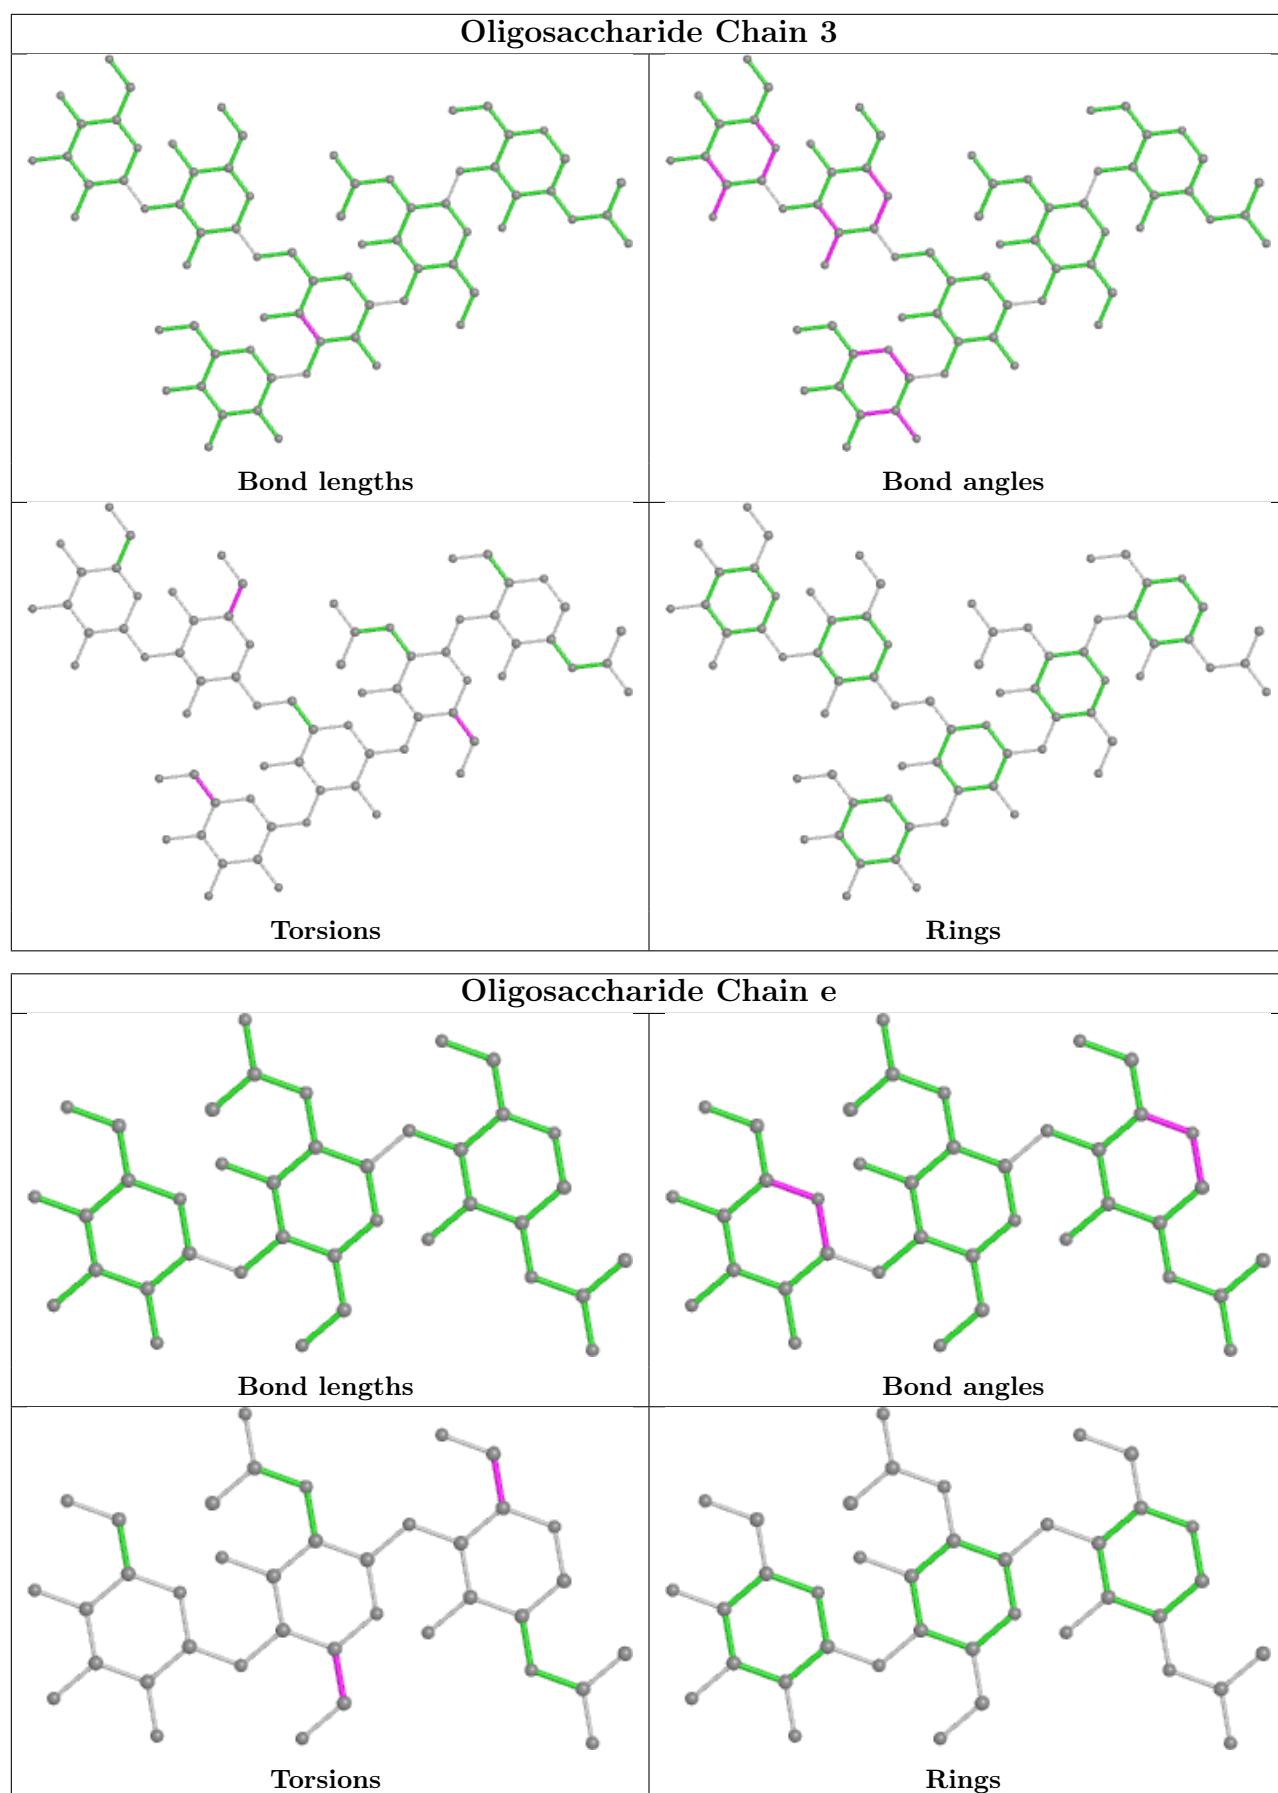 Oligosaccharide Chain 3
Bond lengths
Bond angles
Torsions
Rings
Oligosaccharide Chain e
Bond lengths
Bond angles
Torsions
Rings